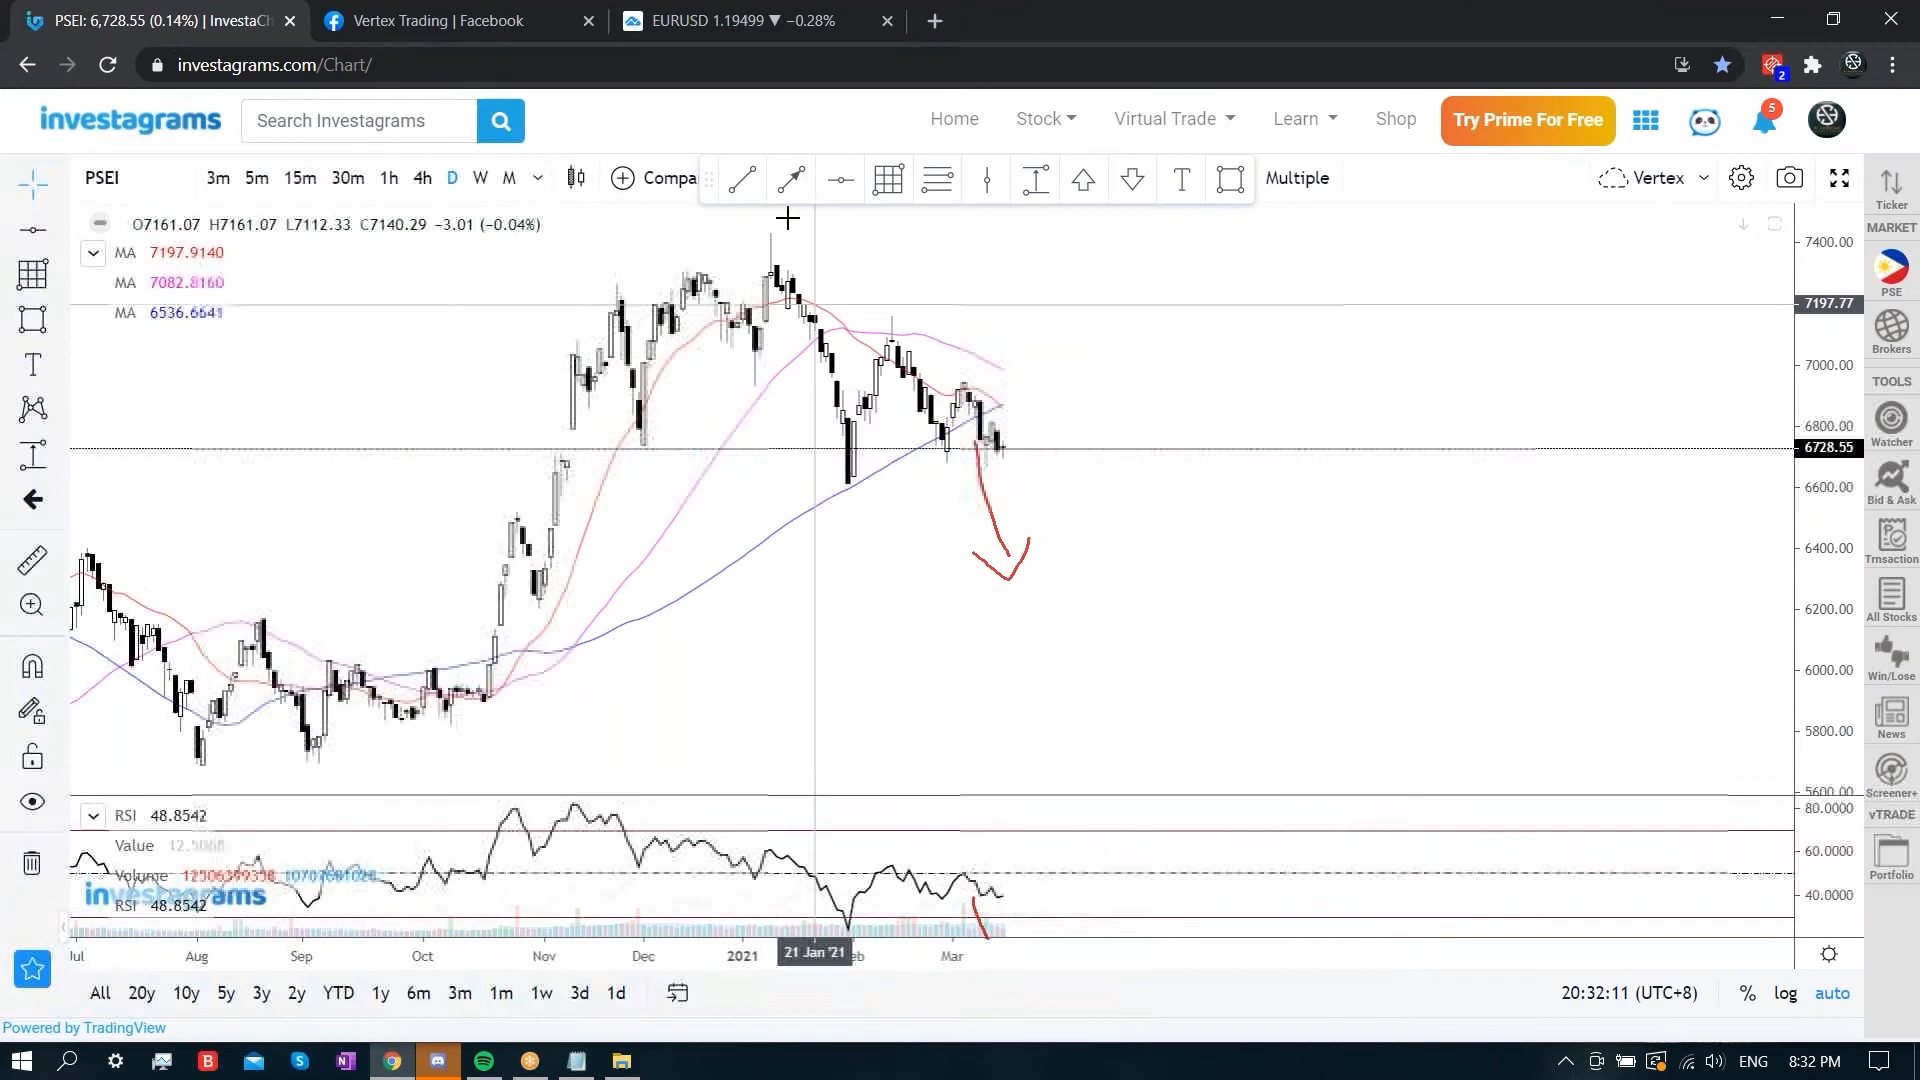 PSEI: 6,728.55 (0.14%) | InvestaCh
Vertex Trading | Facebook
EURUSD 1.19499 ▼ −0.28%
investagrams.com/Chart/
2
investagrams
Search Investagrams
Home
Stock
Virtual Trade
Learn
Shop
Try Prime For Free
5
PSEI
3m 5m 15m 30m 1h 4h D W M
Compa
T
Multiple
Vertex
O7161.07 H7161.07 L7112.33 C7140.29 −3.01 (−0.04%)
MA 7197.9140
MA 7082.8160
MA 6536.6641
T
7400.00
7197.77
7000.00
6800.00
6728.55
6600.00
6400.00
6200.00
6000.00
5800.00
5600.00
80.0000
60.0000
40.0000
RSI 48.8542
Value
Volume
investagrams
RSI 48.8542
Jul Aug Sep Oct Nov Dec 2021 21 Jan '21 eb Mar
All 20y 10y 5y 3y 2y YTD 1y 6m 3m 1m 1w 3d 1d
20:32:11 (UTC+8) % log auto
Powered by TradingView
Ticker
MARKET
PSE
Brokers
TOOLS
Watcher
Bid & Ask
Trnsaction
All Stocks
Win/Lose
News
Screener+
vTRADE
Portfolio
B
S
N
ENG
8:32 PM